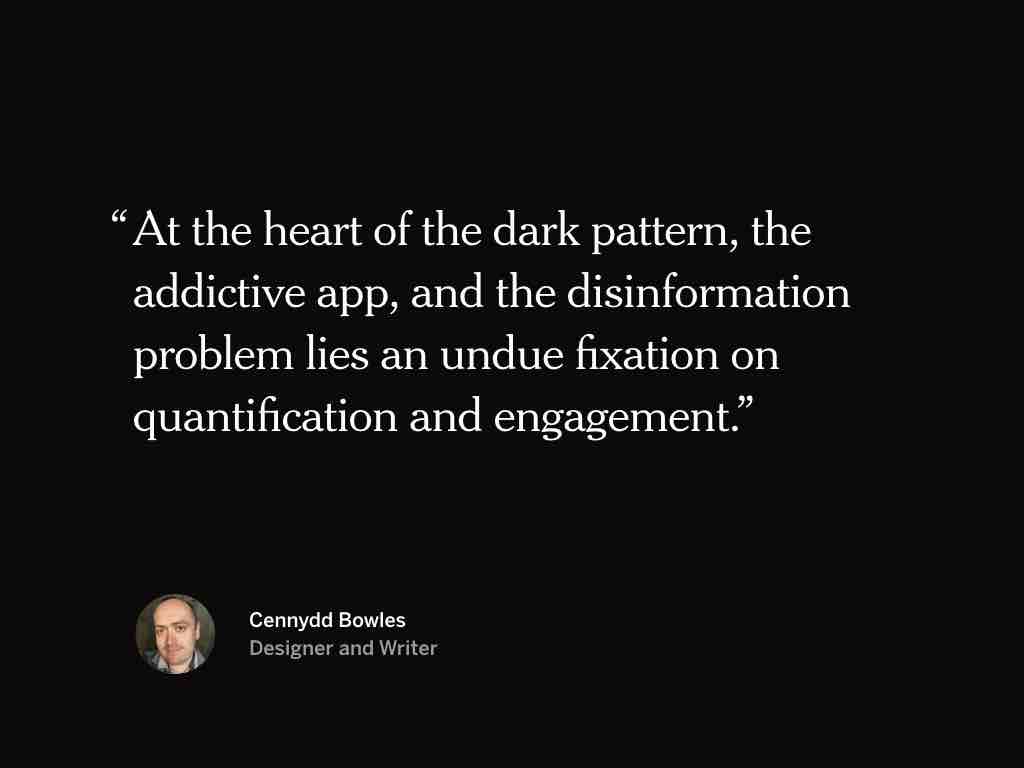 “At the heart of the dark pattern, the
addictive app, and the disinformation
problem lies an undue fixation on
quantification and engagement.”
Cennydd Bowles
Designer and Writer